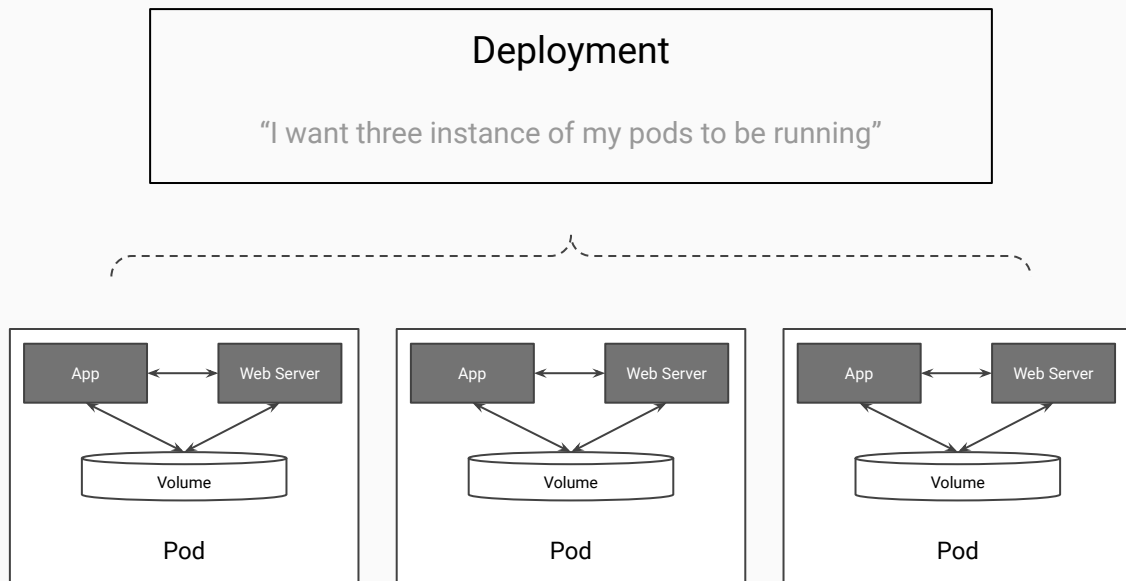 Deployment
“I want three instance of my pods to be running”
App
Web Server
Volume
Pod
App
Web Server
Volume
Pod
App
Web Server
Volume
Pod